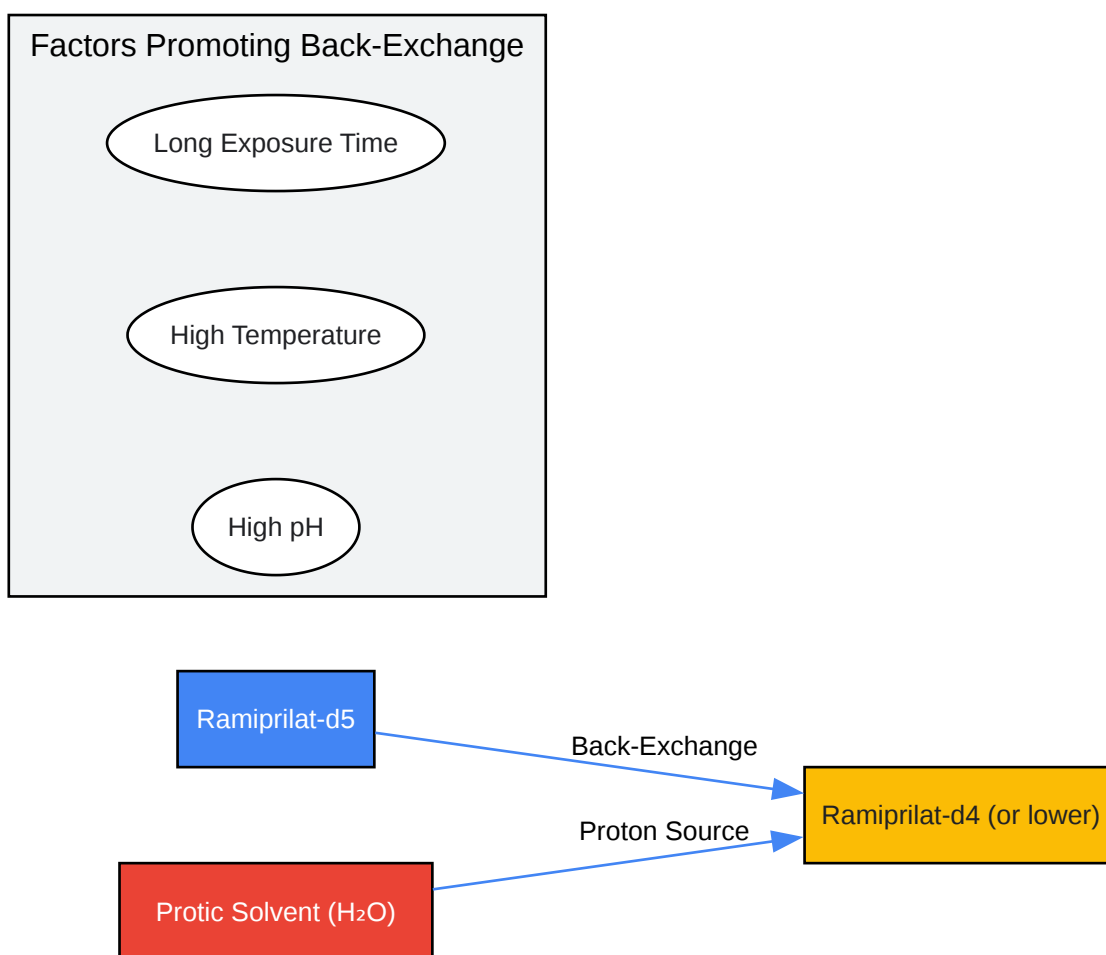 Factors Promoting Back-Exchange
Long Exposure Time
High Temperature
High pH
Ramiprilat-d5
Back-Exchange
Ramiprilat-d4 (or lower)
Proton Source
Protic Solvent (H₂O)